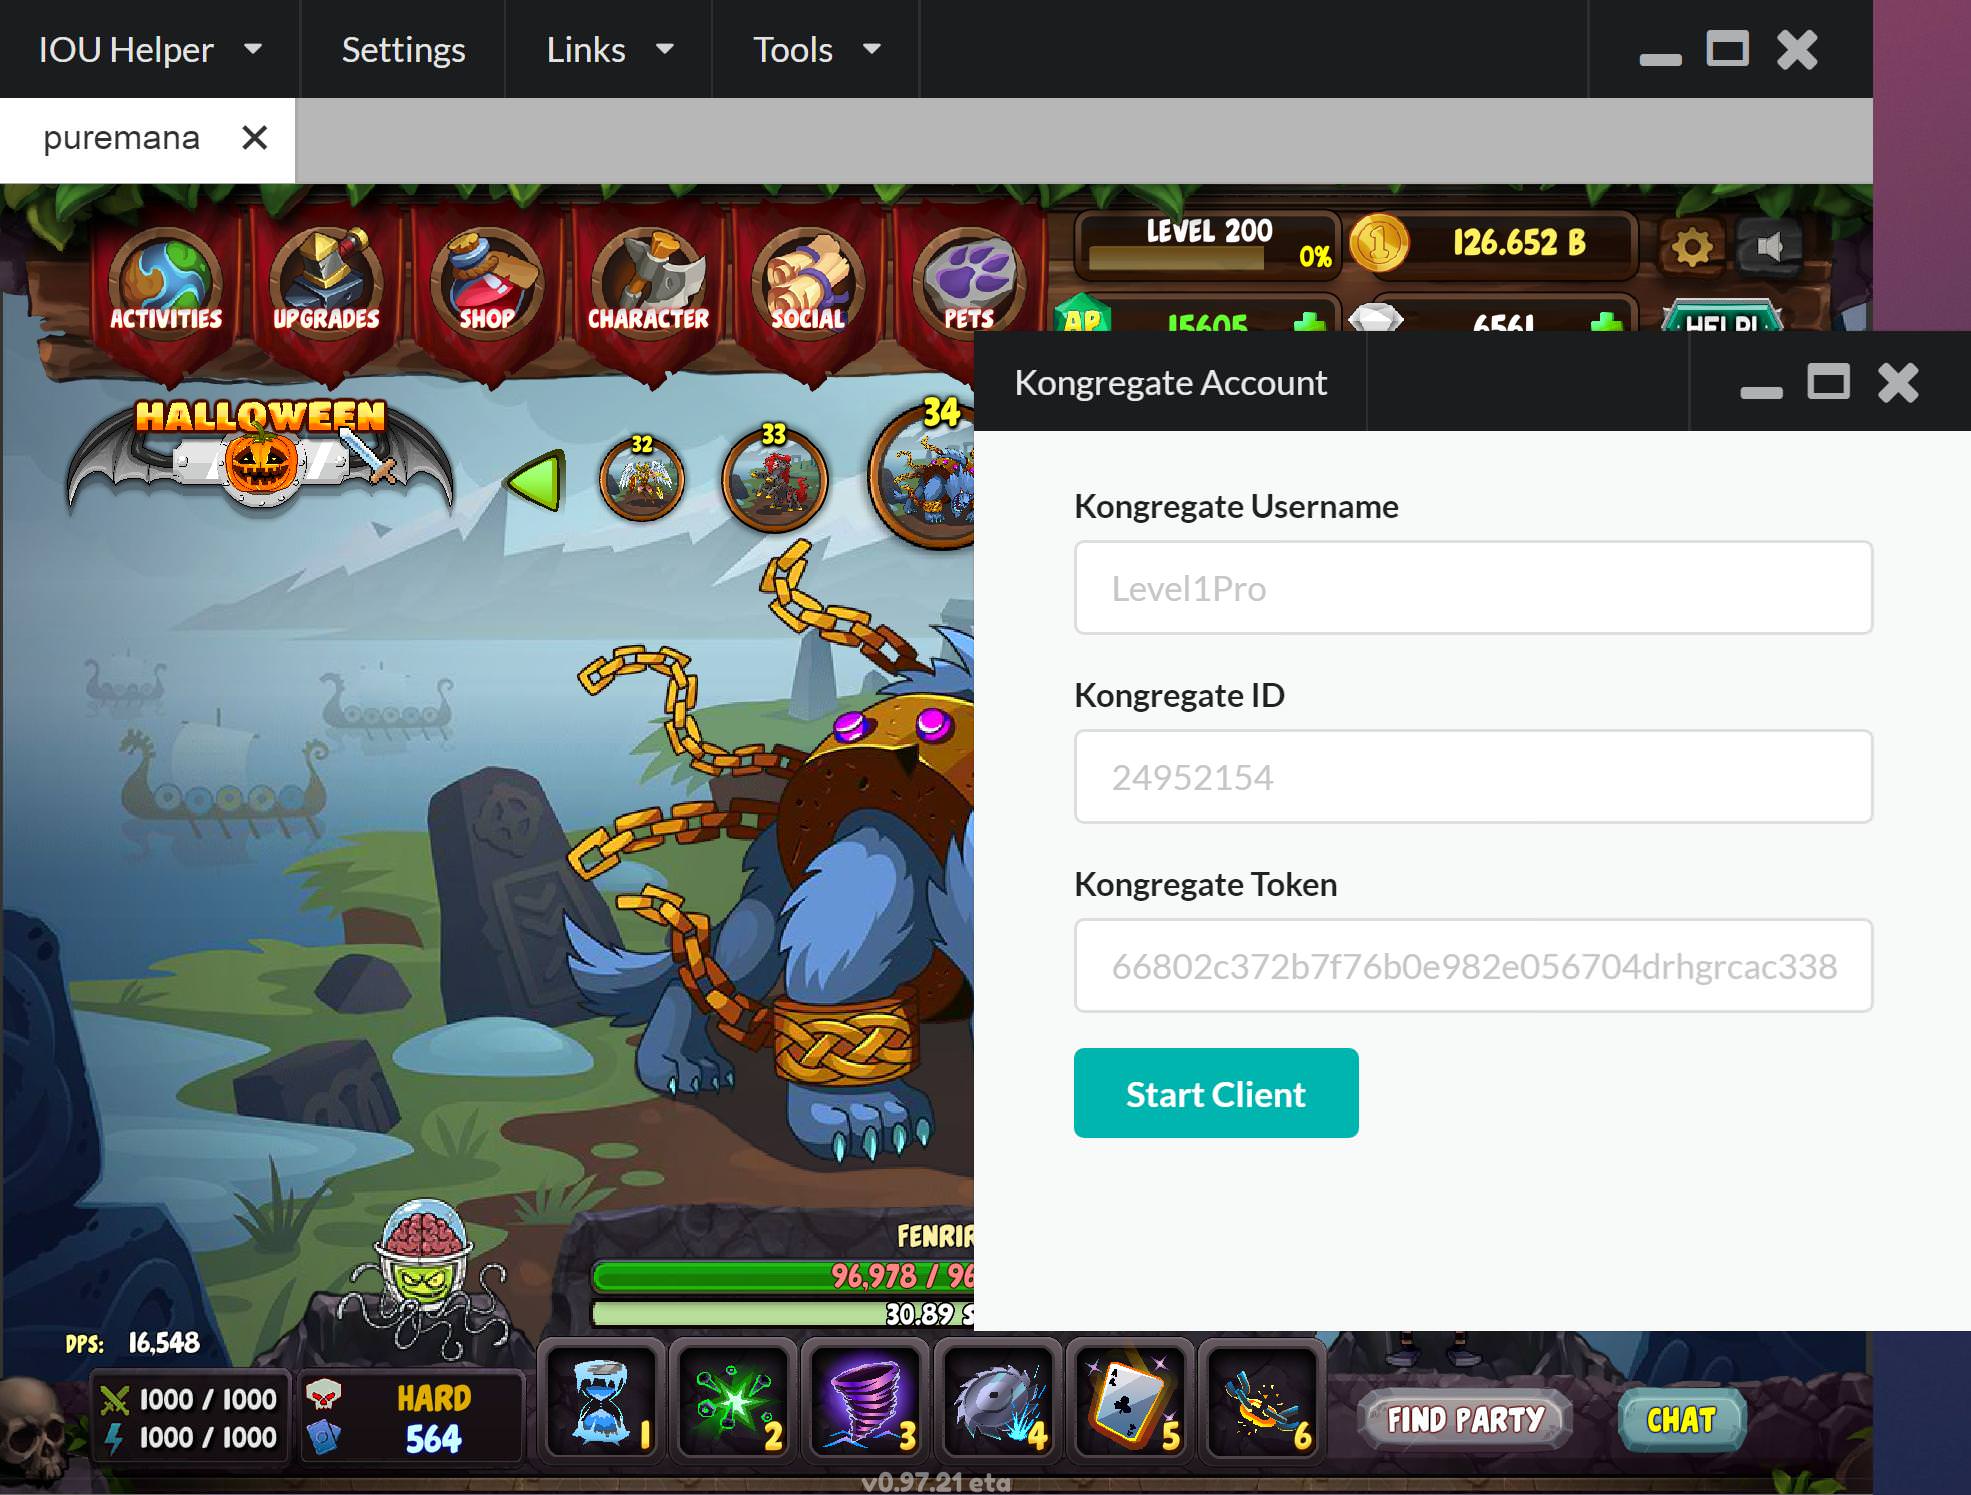 IOU Helper
Settings
Links
Tools
puremana
ACTIVITIES
UPGRADES
SHOP
CHARACTER
SOCIAL
PETS
LEVEL 200
0%
1
126.652 B
AP
15605
6561
HELP!
HALLOWEEN
32
33
34
Kongregate Account
Kongregate Username
Level1Pro
Kongregate ID
24952154
Kongregate Token
66802c372b7f76b0e982e056704drhgrcac338
Start Client
FENRIR
96,978 / 96
30.89 S
DPS: 16,548
1000 / 1000
1000 / 1000
HARD
564
1
2
3
4
A
5
6
FIND PARTY
CHAT
v0.97.21 eta